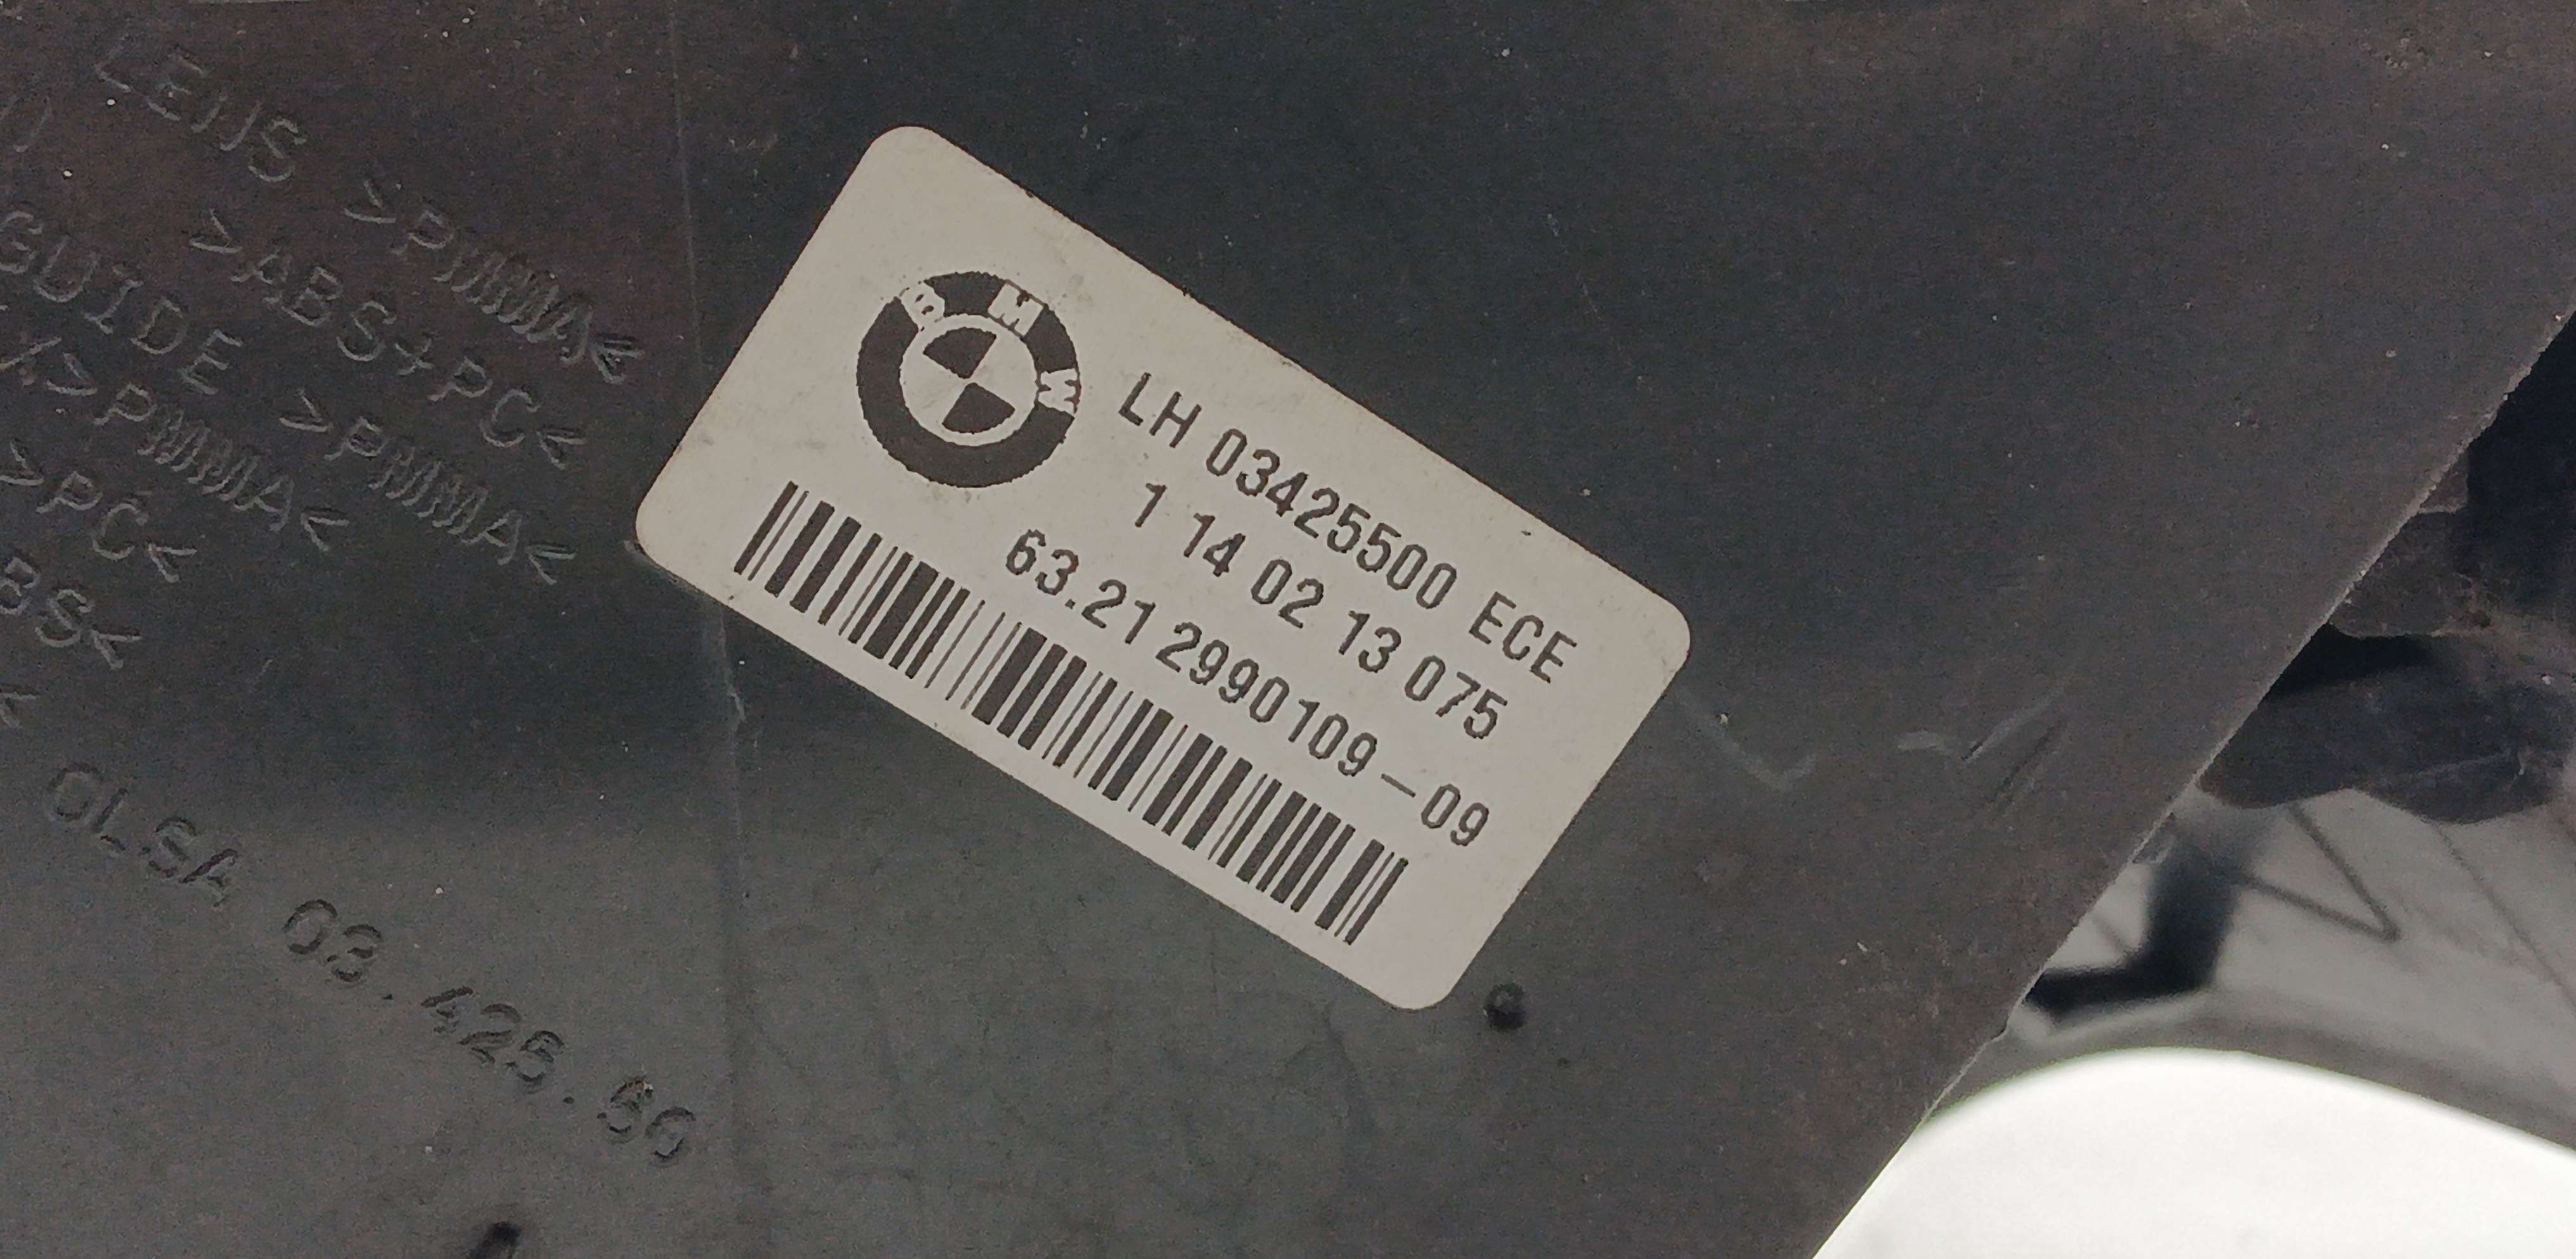 LENS >PMMA<
>ABS+PC<
GUIDE >PMMA<
>PMMA<
>PC<
BS<
<
OLSA 03.425.
BMW
LH 03425500 ECE
1 14 02 13 075
63.21 2990109-09